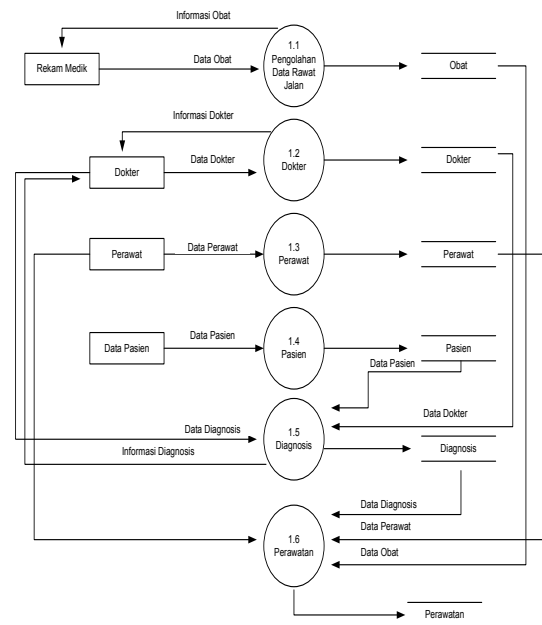 Informasi Obat
1.1
Pengolahan
Data Rawat
Jalan
Rekam Medik
Data Obat
Obat
Informasi Dokter
1.2
Dokter
Dokter
Data Dokter
Dokter
Perawat
Data Perawat
1.3
Perawat
Perawat
Data Pasien
Data Pasien
1.4
Pasien
Pasien
Data Pasien
Data Dokter
Data Diagnosis
1.5
Diagnosis
Informasi Diagnosis
Diagnosis
Data Diagnosis
Data Perawat
1.6
Perawatan
Data Obat
Perawatan